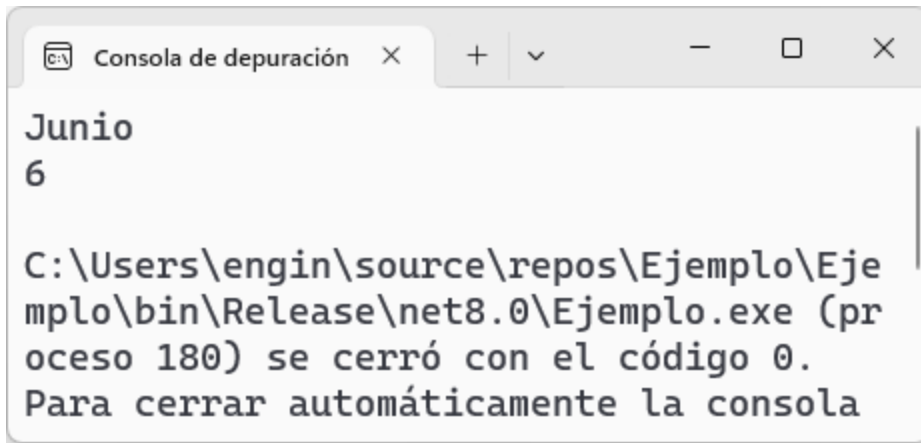 Consola de depuración
Junio
6
C:\Users\engin\source\repos\Ejemplo\Eje
mplo\bin\Release\net8.0\Ejemplo.exe (pr
oceso 180) se cerró con el código 0.
Para cerrar automáticamente la consola